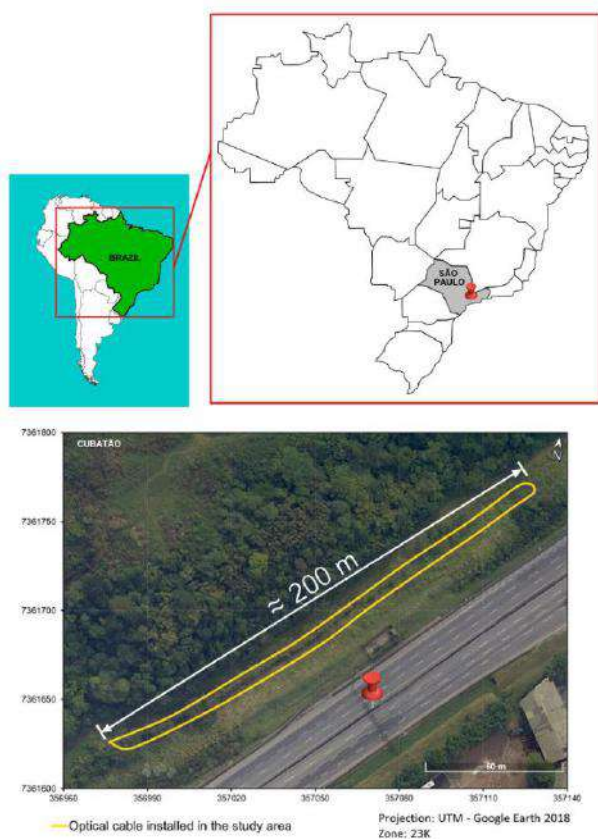 BRAZIL
SÃO
PAULO
7361800
7361750
7361700
7361650
7361600
CUBATÃO
N
≈ 200 m
356960
356990
357020
357050
357080
357110
357140
Optical cable installed in the study area
Projection: UTM - Google Earth 2018
Zone: 23K